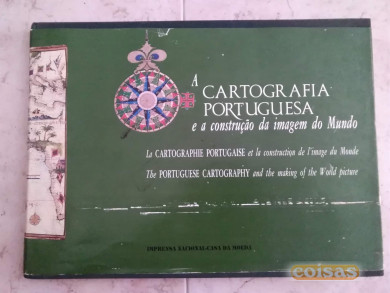 A
CARTOGRAFIA
PORTUGUESA
e a construção da imagem do Mundo
La CARTOGRAPHIE PORTUGAISE et la construction de l'image du Monde
The PORTUGUESE CARTOGRAPHY and the making of the World picture
IMPRENSA NACIONAL-CASA DA MOEDA
coisas